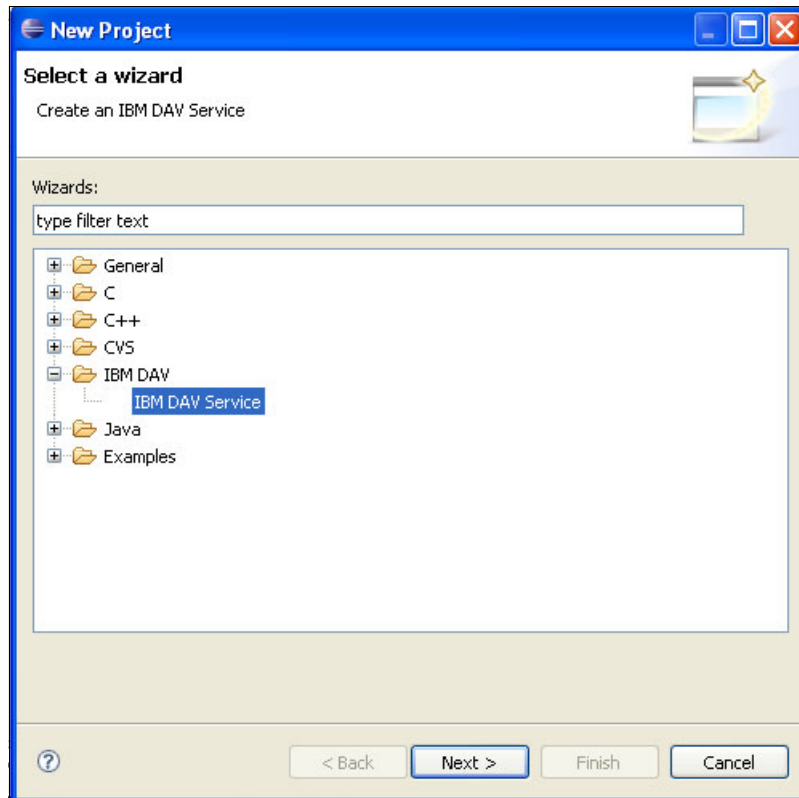 New Project
Select a wizard
Create an IBM DAV Service
Wizards:
type filter text
General
C
C++
CVS
IBM DAV
IBM DAV Service
Java
Examples
?
< Back Next > Finish Cancel